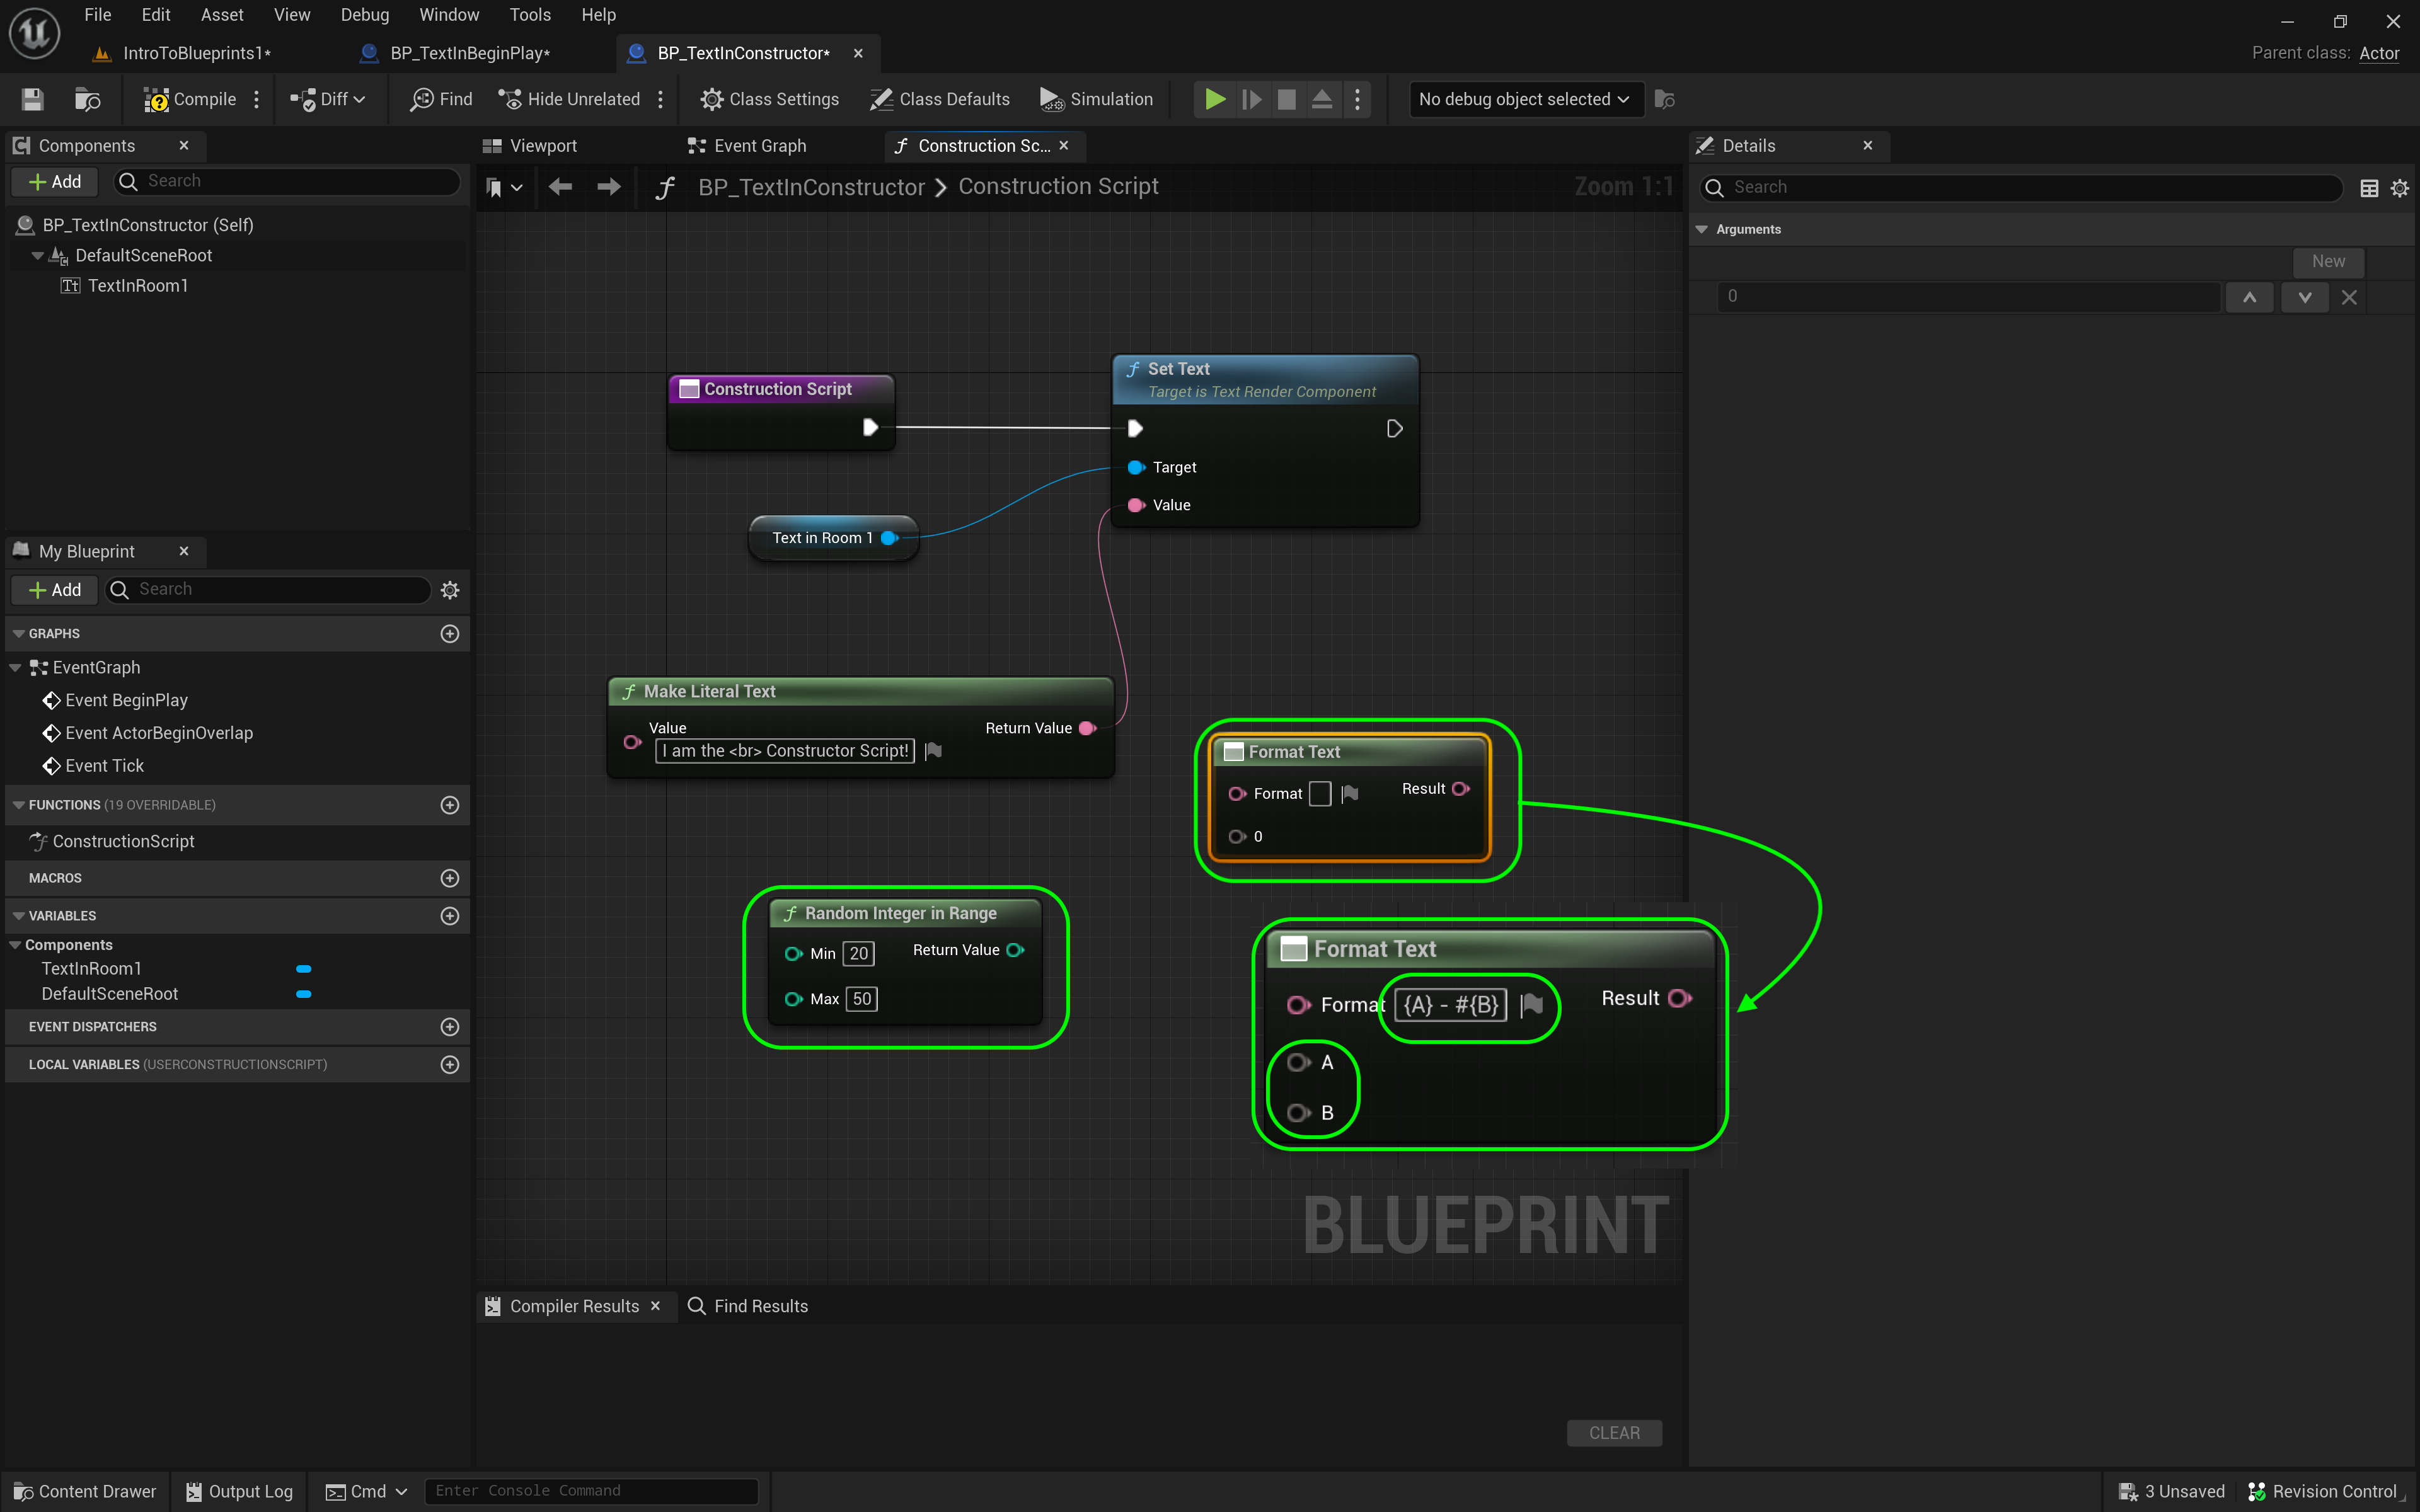 File Edit Asset View Debug Window Tools Help
IntroToBlueprints1* BP_TextInBeginPlay* BP_TextInConstructor*
Parent class: Actor
Compile Diff Find Hide Unrelated Class Settings Class Defaults Simulation No debug object selected
Components
Add Search
BP_TextInConstructor (Self)
DefaultSceneRoot
TextInRoom1
My Blueprint
Add Search
GRAPHS
EventGraph
Event BeginPlay
Event ActorBeginOverlap
Event Tick
FUNCTIONS (19 OVERRIDABLE)
ConstructionScript
MACROS
VARIABLES
Components
TextInRoom1
DefaultSceneRoot
EVENT DISPATCHERS
LOCAL VARIABLES (USERCONSTRUCTIONSCRIPT)
Viewport Event Graph Construction Sc...
BP_TextInConstructor > Construction Script Zoom 1:1
Construction Script
Set Text
Target is Text Render Component
Target
Value
Text in Room 1
Make Literal Text
Value Return Value
I am the <br> Constructor Script!
Format Text
Format Result
0
Random Integer in Range
Min 20 Return Value
Max 50
Format Text
Format {A} - #{B} Result
A
B
BLUEPRINT
Compiler Results Find Results
CLEAR
Details
Search
Arguments
New
0
Content Drawer Output Log Cmd Enter Console Command 3 Unsaved Revision Control